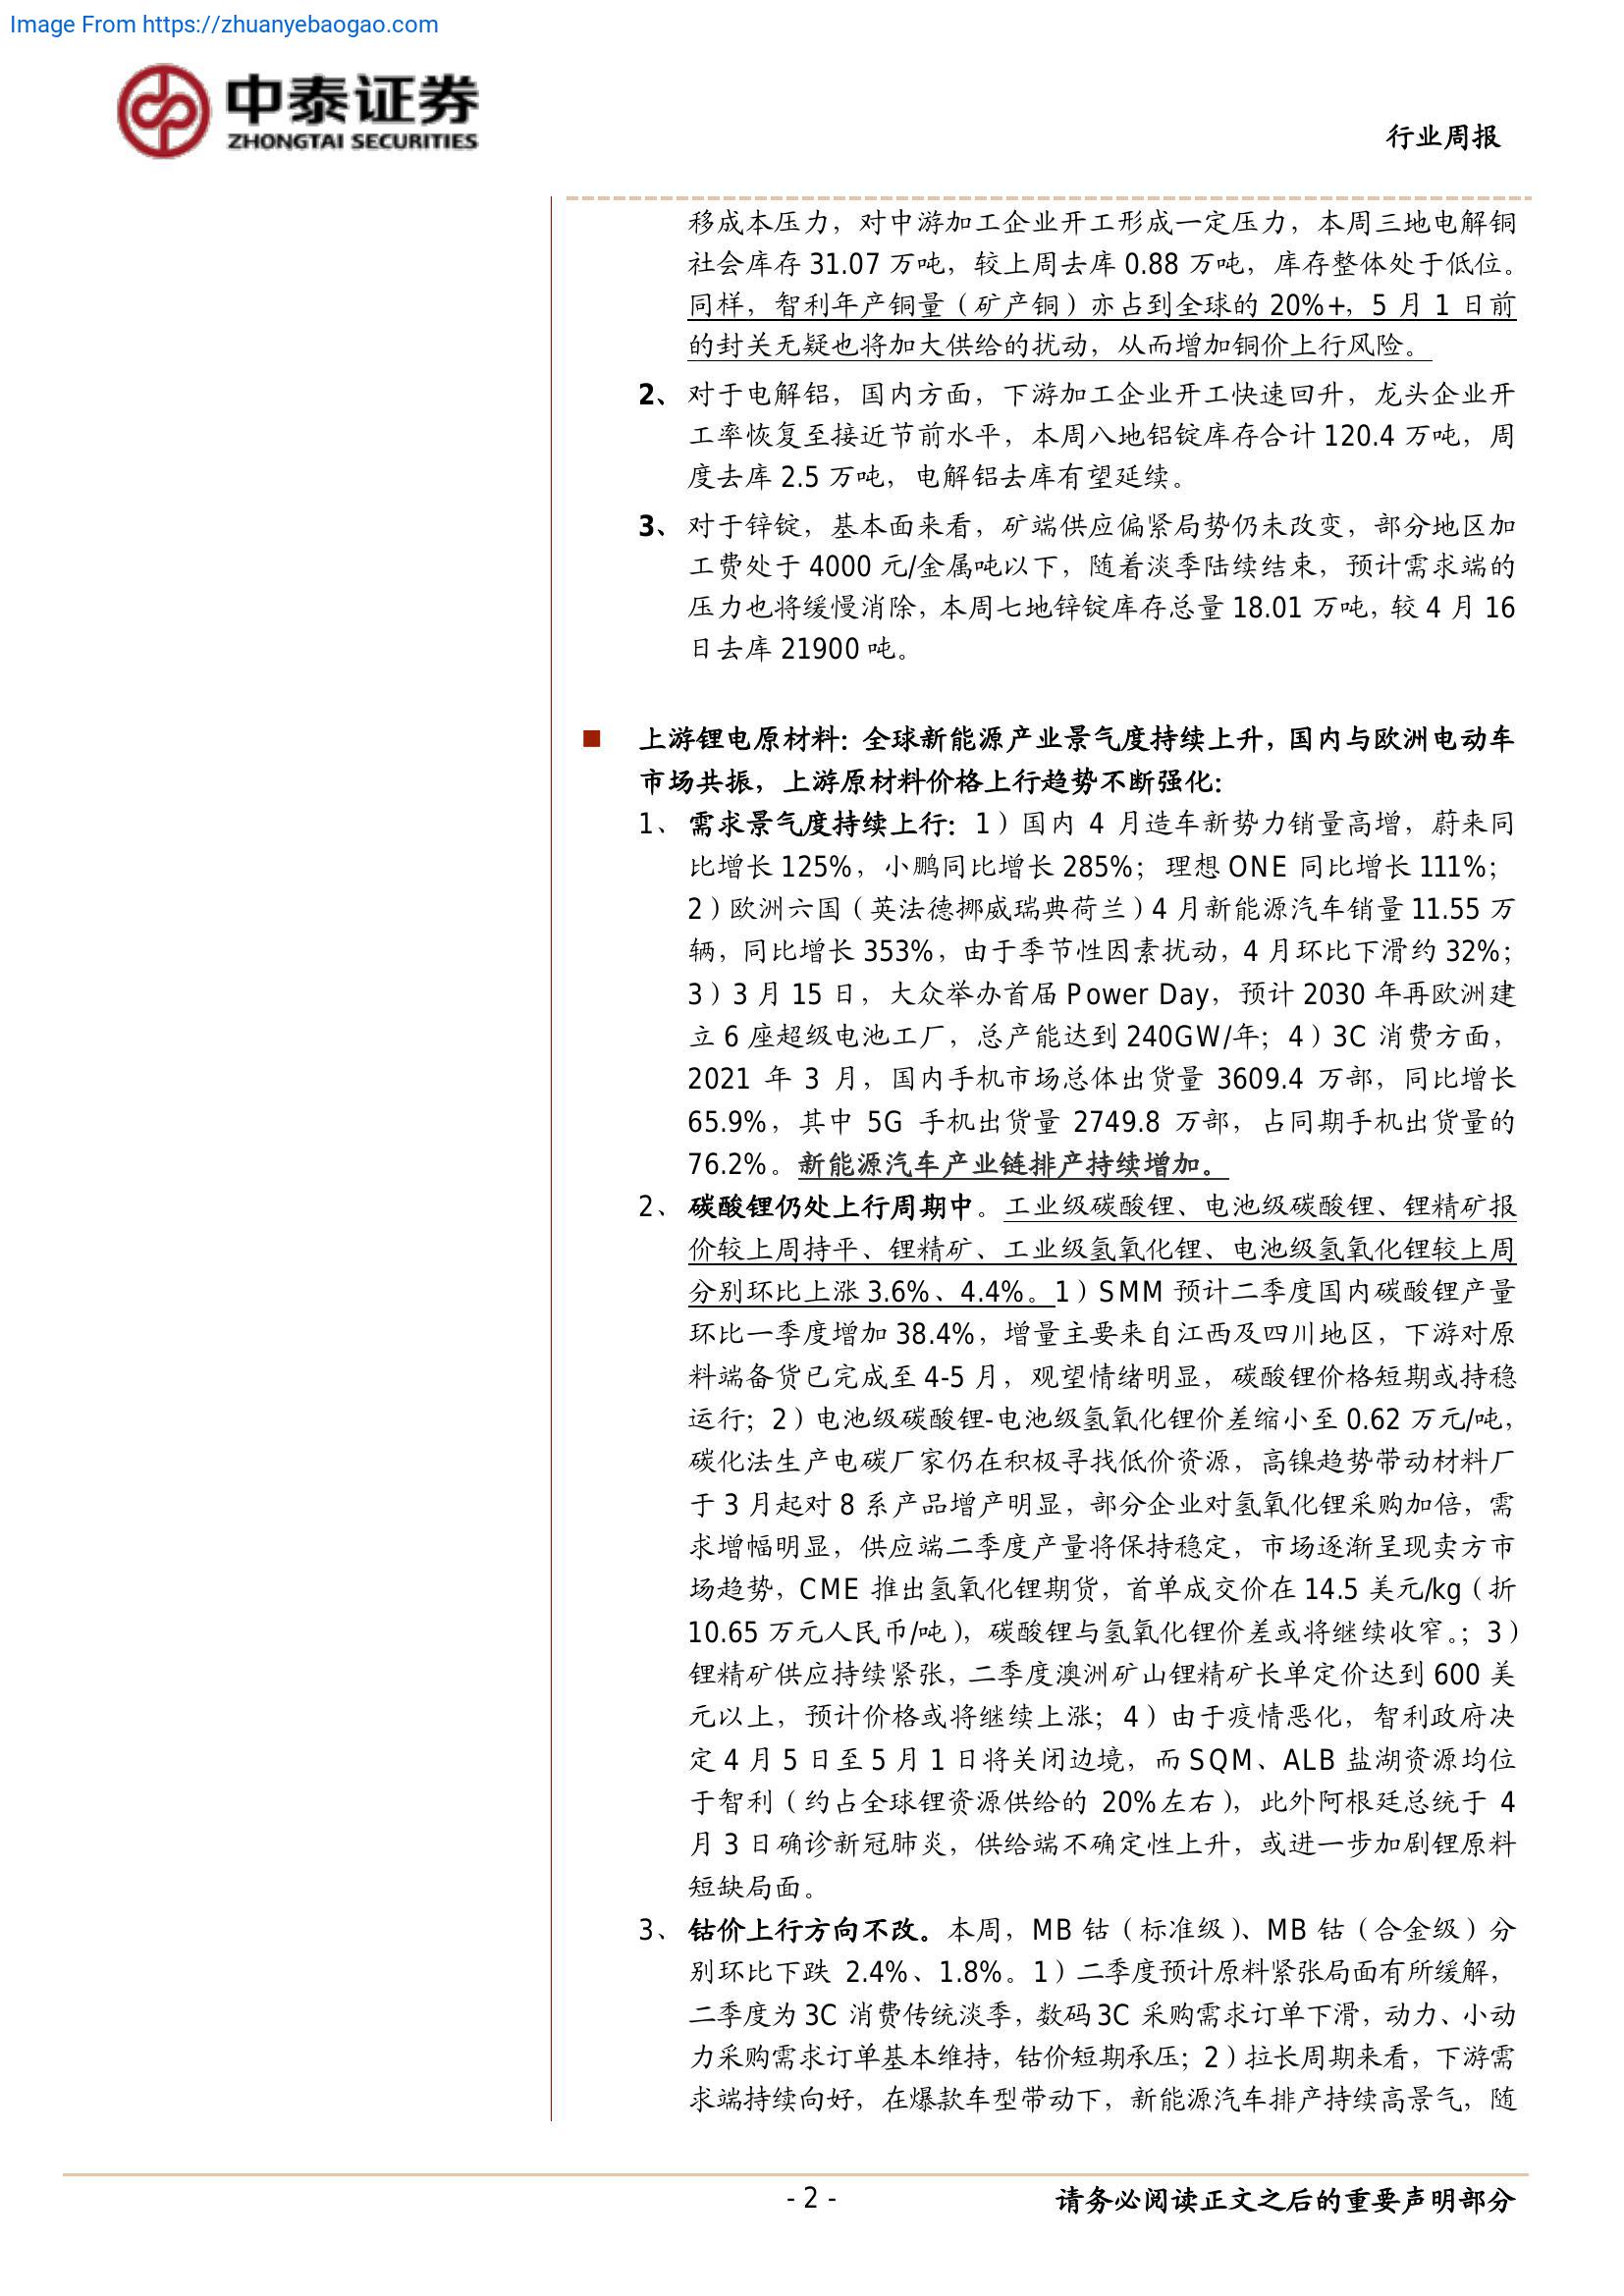 Image From https://zhuanyebaogao.com
中泰证券
ZHONGTAI SECURITIES
行业周报
移成本压力，对中游加工企业开工形成一定压力，本周三地电解铜
社会库存 31.07 万吨，较上周去库 0.88 万吨，库存整体处于低位。
同样，智利年产铜量（矿产铜）亦占到全球的 20%+，5 月 1 日前
的封关无疑也将加大供给的扰动，从而增加铜价上行风险。
2、对于电解铝，国内方面，下游加工企业开工快速回升，龙头企业开
工率恢复至接近节前水平，本周八地铝锭库存合计 120.4 万吨，周
度去库 2.5 万吨，电解铝去库有望延续。
3、对于锌锭，基本面来看，矿端供应偏紧局势仍未改变，部分地区加
工费处于 4000 元/金属吨以下，随着淡季陆续结束，预计需求端的
压力也将缓慢消除，本周七地锌锭库存总量 18.01 万吨，较 4 月 16
日去库 21900 吨。
■ 上游锂电原材料：全球新能源产业景气度持续上升，国内与欧洲电动车
市场共振，上游原材料价格上行趋势不断强化：
1、需求景气度持续上行：1）国内 4 月造车新势力销量高增，蔚来同
比增长 125%，小鹏同比增长 285%；理想 ONE 同比增长 111%；
2）欧洲六国（英法德挪威瑞典荷兰）4 月新能源汽车销量 11.55 万
辆，同比增长 353%，由于季节性因素扰动，4 月环比下滑约 32%；
3）3 月 15 日，大众举办首届 Power Day，预计 2030 年再欧洲建
立 6 座超级电池工厂，总产能达到 240GW/年；4）3C 消费方面，
2021 年 3 月，国内手机市场总体出货量 3609.4 万部，同比增长
65.9%，其中 5G 手机出货量 2749.8 万部，占同期手机出货量的
76.2%。新能源汽车产业链排产持续增加。
2、碳酸锂仍处上行周期中。工业级碳酸锂、电池级碳酸锂、锂精矿报
价较上周持平、锂精矿、工业级氢氧化锂、电池级氢氧化锂较上周
分别环比上涨 3.6%、4.4%。1）SMM 预计二季度国内碳酸锂产量
环比一季度增加 38.4%，增量主要来自江西及四川地区，下游对原
料端备货已完成至 4-5 月，观望情绪明显，碳酸锂价格短期或持稳
运行；2）电池级碳酸锂-电池级氢氧化锂价差缩小至 0.62 万元/吨，
碳化法生产电碳厂家仍在积极寻找低价资源，高镍趋势带动材料厂
于 3 月起对 8 系产品增产明显，部分企业对氢氧化锂采购加倍，需
求增幅明显，供应端二季度产量将保持稳定，市场逐渐呈现卖方市
场趋势，CME 推出氢氧化锂期货，首单成交价在 14.5 美元/kg（折
10.65 万元人民币/吨），碳酸锂与氢氧化锂价差或将继续收窄。；3）
锂精矿供应持续紧张，二季度澳洲矿山锂精矿长单定价达到 600 美
元以上，预计价格或将继续上涨；4）由于疫情恶化，智利政府决
定 4 月 5 日至 5 月 1 日将关闭边境，而 SQM、ALB 盐湖资源均位
于智利（约占全球锂资源供给的 20%左右），此外阿根廷总统于 4
月 3 日确诊新冠肺炎，供给端不确定性上升，或进一步加剧锂原料
短缺局面。
3、钴价上行方向不改。本周，MB 钴（标准级）、MB 钴（合金级）分
别环比下跌 2.4%、1.8%。1）二季度预计原料紧张局面有所缓解，
二季度为 3C 消费传统淡季，数码 3C 采购需求订单下滑，动力、小动
力采购需求订单基本维持，钴价短期承压；2）拉长周期来看，下游需
求端持续向好，在爆款车型带动下，新能源汽车排产持续高景气，随
- 2 -
请务必阅读正文之后的重要声明部分